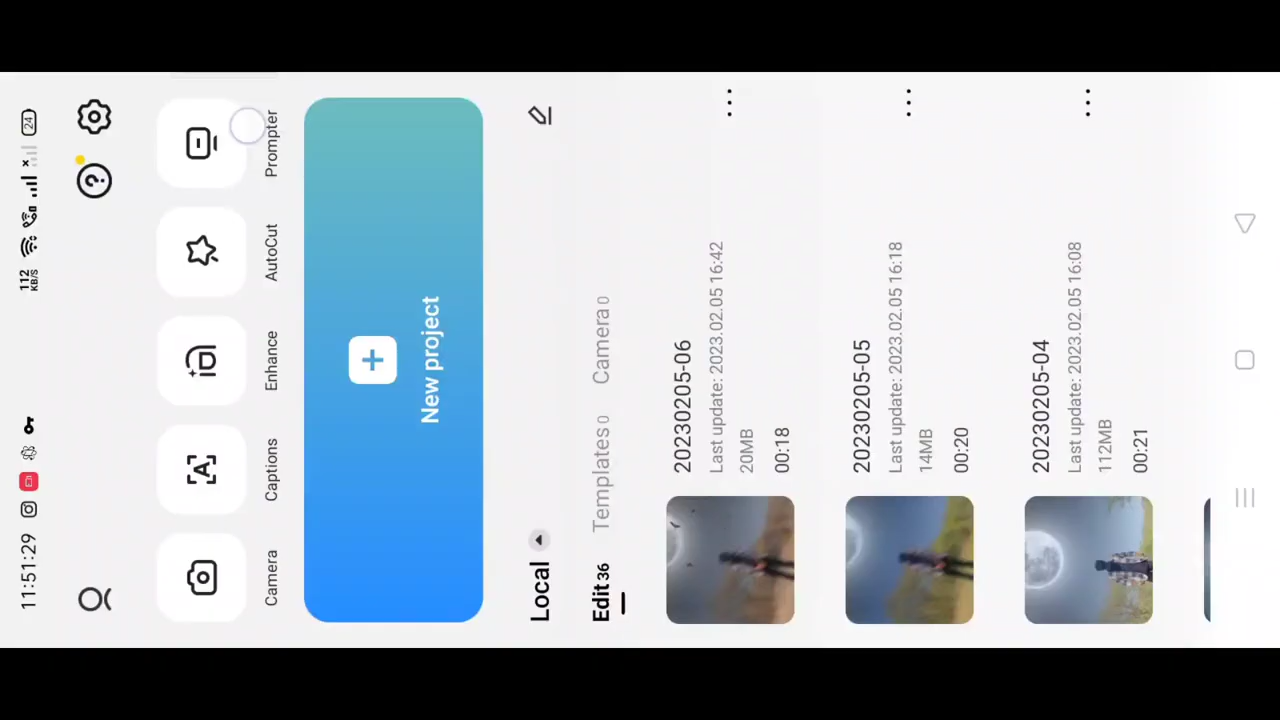 11:51:29
112 KB/S
24
Camera
Captions
Enhance
AutoCut
Prompter
New project
Local
Edit 36 Templates 0 Camera 0
20230205-06
Last update: 2023.02.05 16:42
20MB
00:18
20230205-05
Last update: 2023.02.05 16:18
14MB
00:20
20230205-04
Last update: 2023.02.05 16:08
112MB
00:21